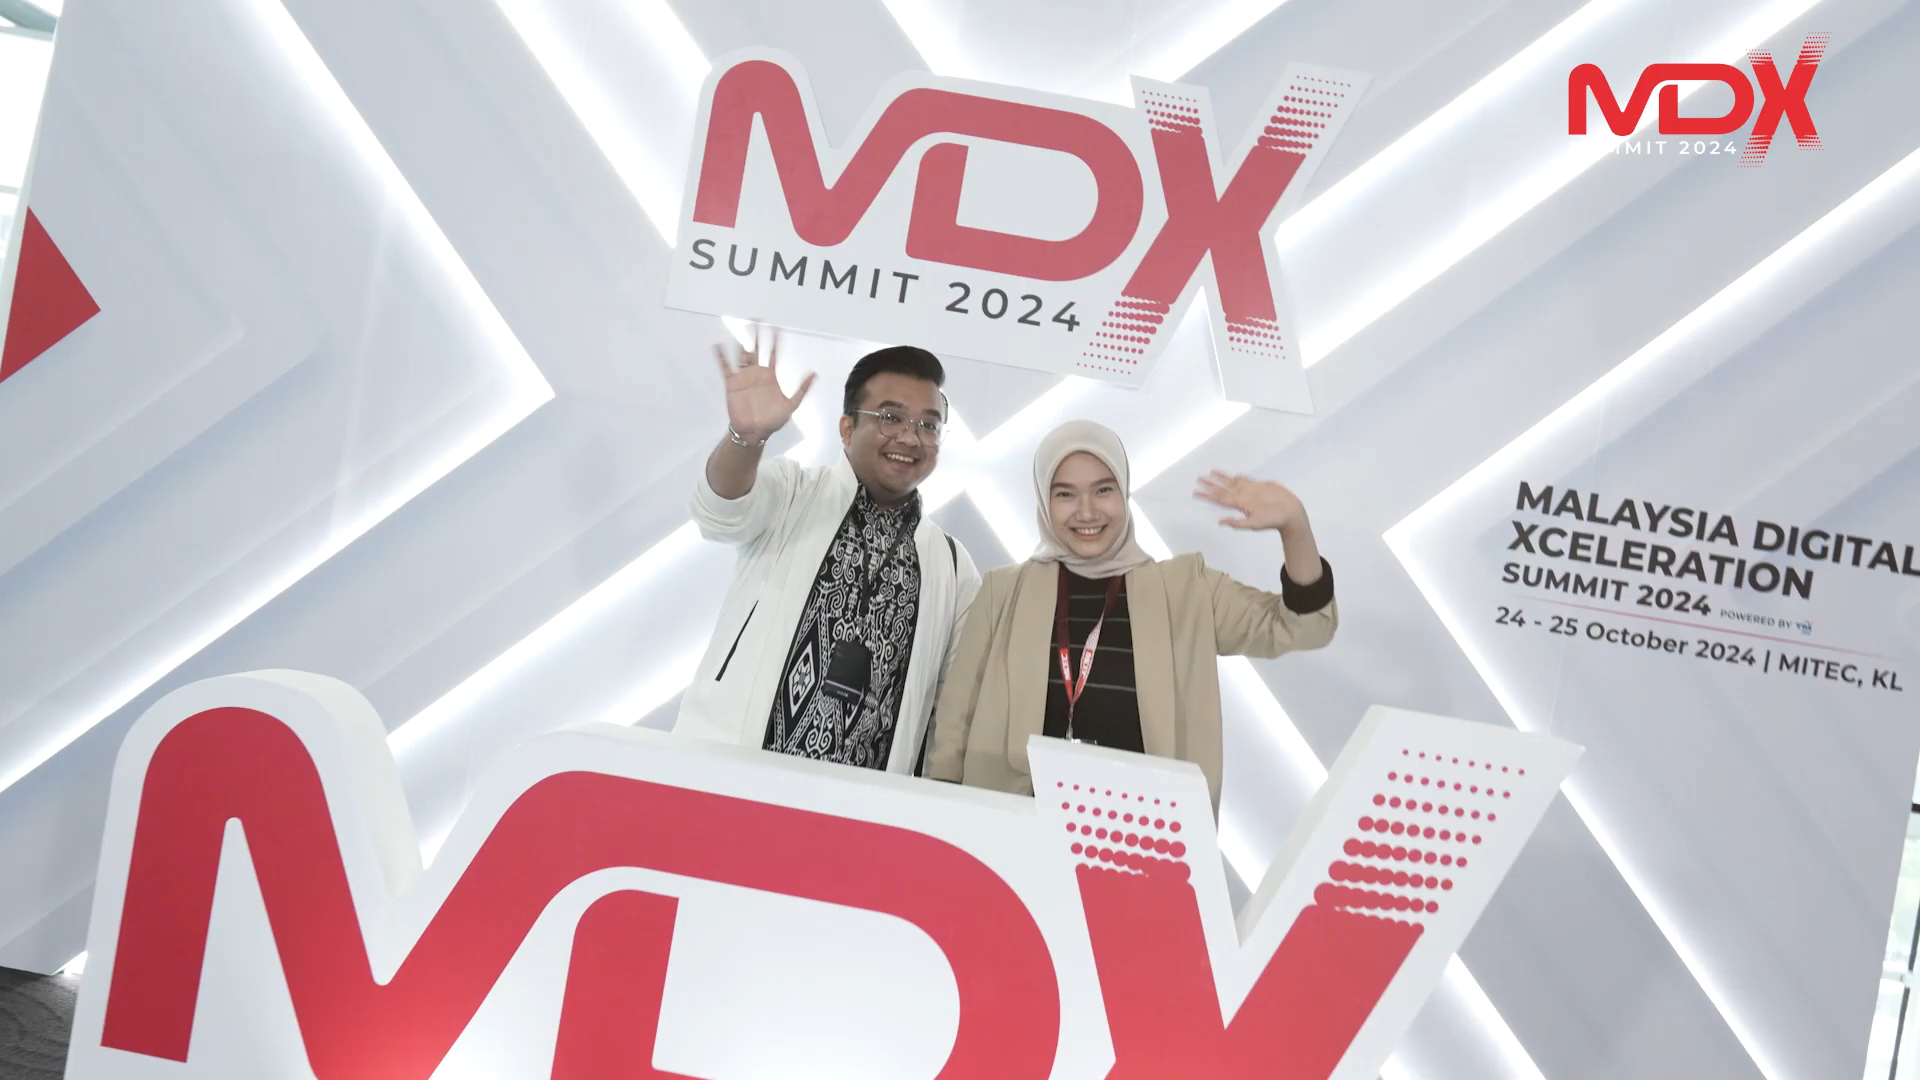 MDX
SUMMIT 2024
MDX
MMIT 2024
MALAYSIA DIGITAL
XCELERATION
SUMMIT 2024 POWERED BY
24 - 25 October 2024 | MITEC, KL
MDX